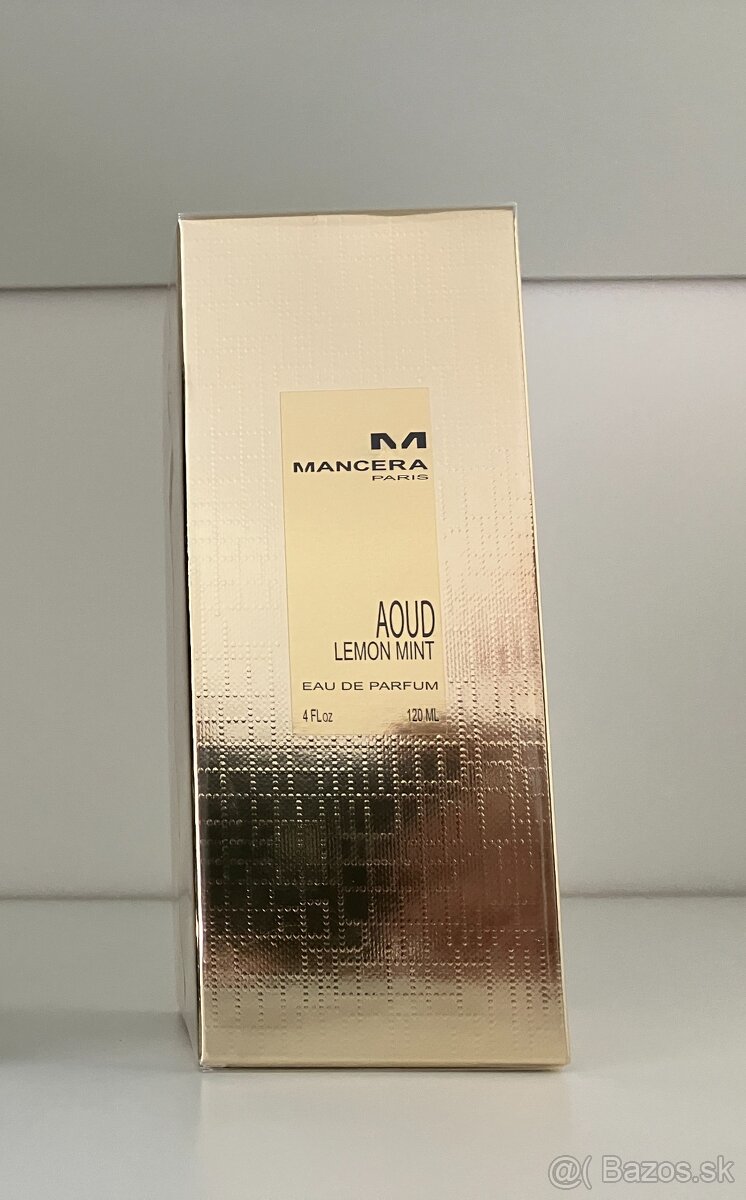 M
MANCERA
PARIS
AOUD
LEMON MINT
EAU DE PARFUM
4 FLoz 120 ML
@( Bazos.sk